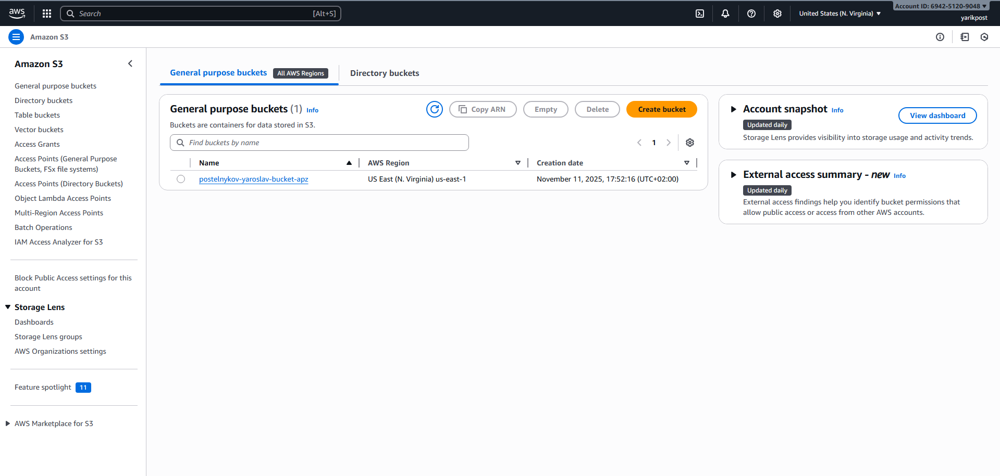 aws
Search [Alt+S]
United States (N. Virginia)
Account ID: 6942-5120-9048
yarikpost
Amazon S3
Amazon S3
General purpose buckets
Directory buckets
Table buckets
Vector buckets
Access Grants
Access Points (General Purpose
Buckets, FSx file systems)
Access Points (Directory Buckets)
Object Lambda Access Points
Multi-Region Access Points
Batch Operations
IAM Access Analyzer for S3
Block Public Access settings for this
account
Storage Lens
Dashboards
Storage Lens groups
AWS Organizations settings
Feature spotlight 11
AWS Marketplace for S3
General purpose buckets All AWS Regions Directory buckets
General purpose buckets (1) Info
Copy ARN Empty Delete Create bucket
Buckets are containers for data stored in S3.
Find buckets by name
1
Name AWS Region Creation date
postelnykov-yaroslav-bucket-apz US East (N. Virginia) us-east-1 November 11, 2025, 17:52:16 (UTC+02:00)
Account snapshot Info
View dashboard
Updated daily
Storage Lens provides visibility into storage usage and activity trends.
External access summary - new Info
Updated daily
External access findings help you identify bucket permissions that
allow public access or access from other AWS accounts.